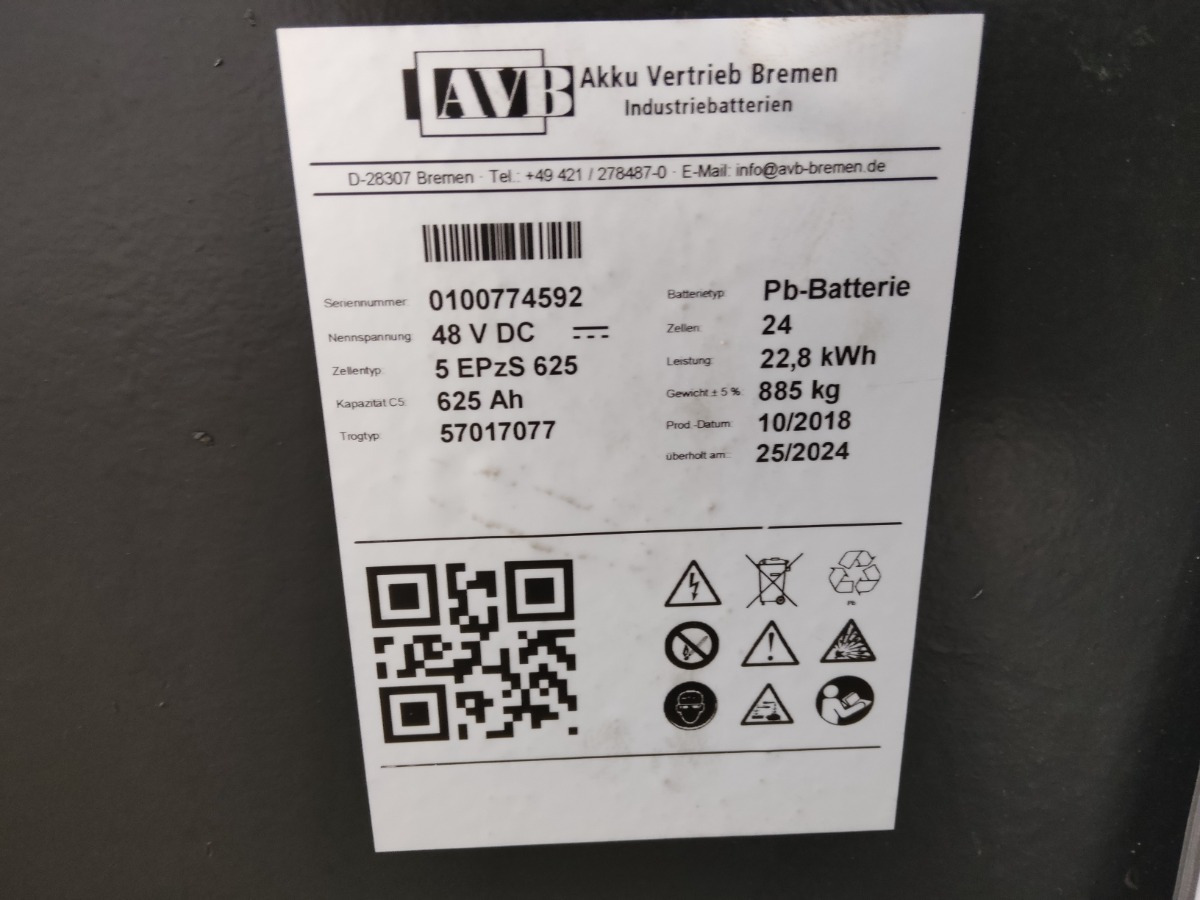 AVB Akku Vertrieb Bremen
Industriebatterien
D-28307 Bremen · Tel.: +49 421 / 278487-0 · E-Mail: info@avb-bremen.de
Seriennummer: 0100774592
Nennspannung: 48 V DC
Zellentyp: 5 EPzS 625
Kapazität C5: 625 Ah
Trogtyp: 57017077
Batterietyp: Pb-Batterie
Zellen: 24
Leistung: 22,8 kWh
Gewicht ± 5 %: 885 kg
Prod.-Datum: 10/2018
überholt am: 25/2024
Pb